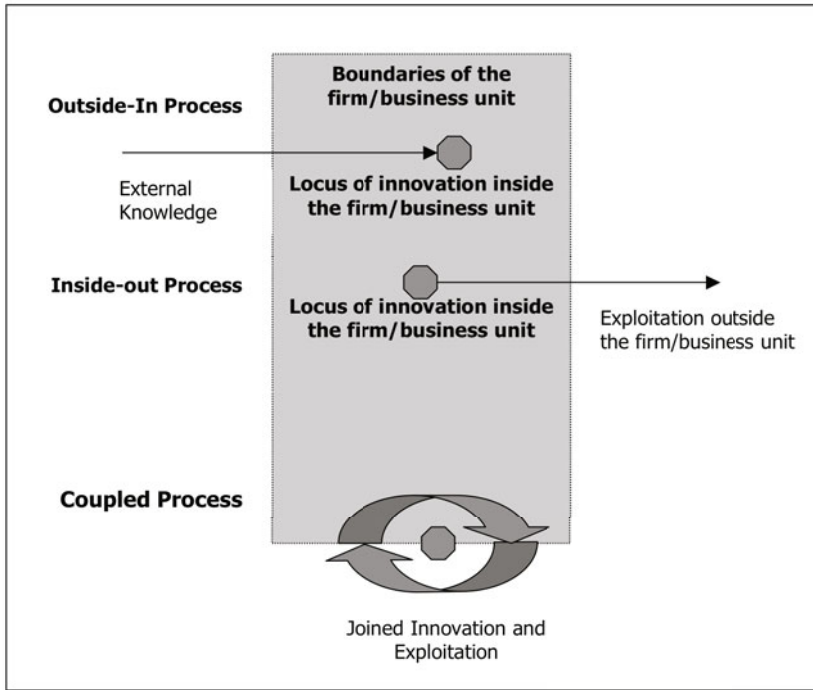 Boundaries of the
firm/business unit
Outside-In Process
External
Knowledge
Locus of innovation inside
the firm/business unit
Inside-out Process
Locus of innovation inside
the firm/business unit
Exploitation outside
the firm/business unit
Coupled Process
Joined Innovation and
Exploitation